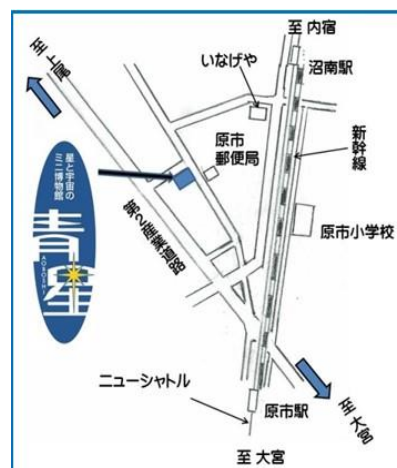 至 内宿
至 上尾
沼南駅
いなげや
新幹線
原市
郵便局
星と宇宙の
ミニ博物館
青星
AOBOSHI
第2産業道路
原市小学校
ニューシャトル
原市駅
至 大宮
至 大宮